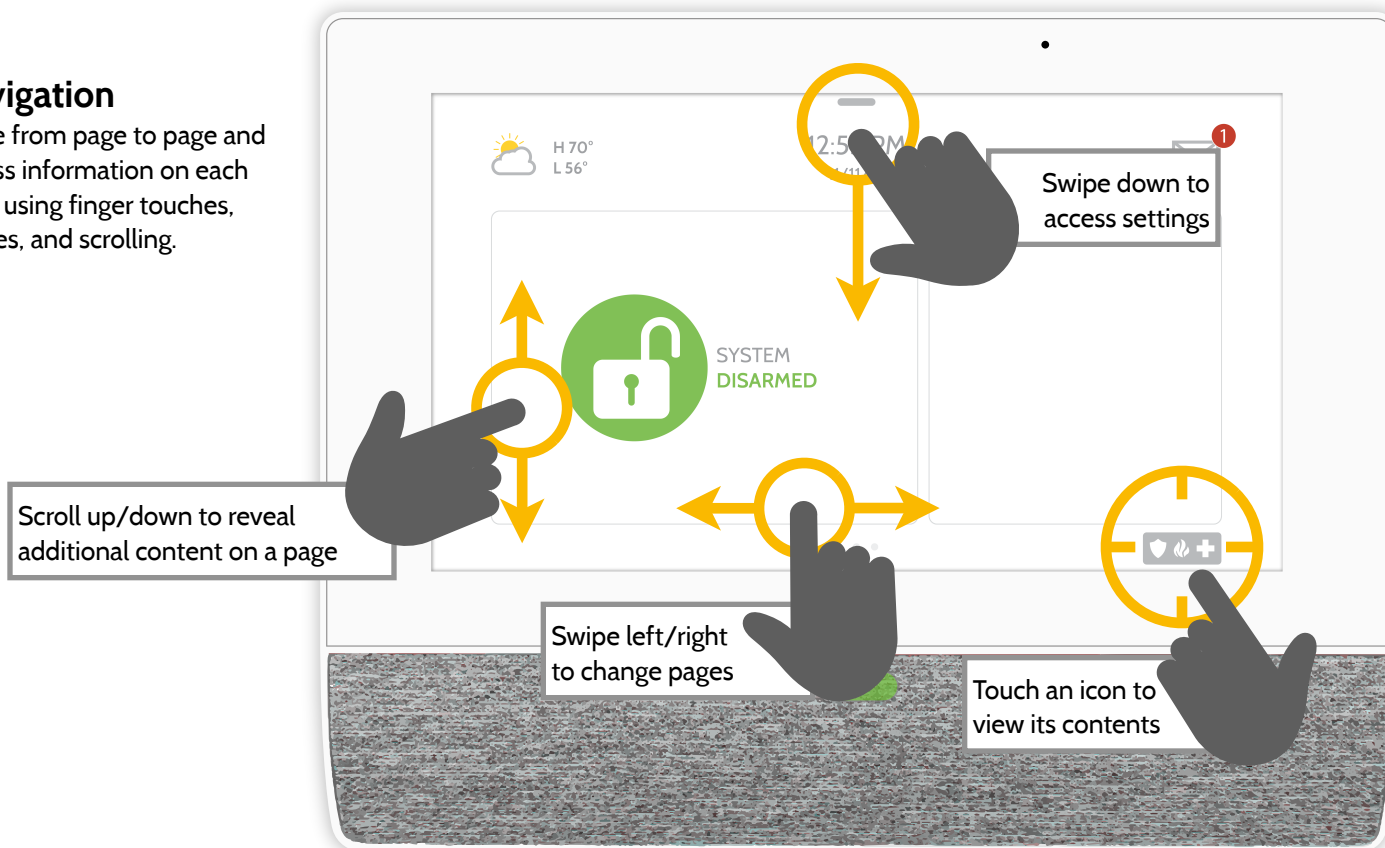 vigation
e from page to page and
ss information on each
using finger touches,
es, and scrolling.
H 70°
L 56°
PM
1
Swipe down to
access settings
SYSTEM
DISARMED
Scroll up/down to reveal
additional content on a page
Swipe left/right
to change pages
Touch an icon to
view its contents